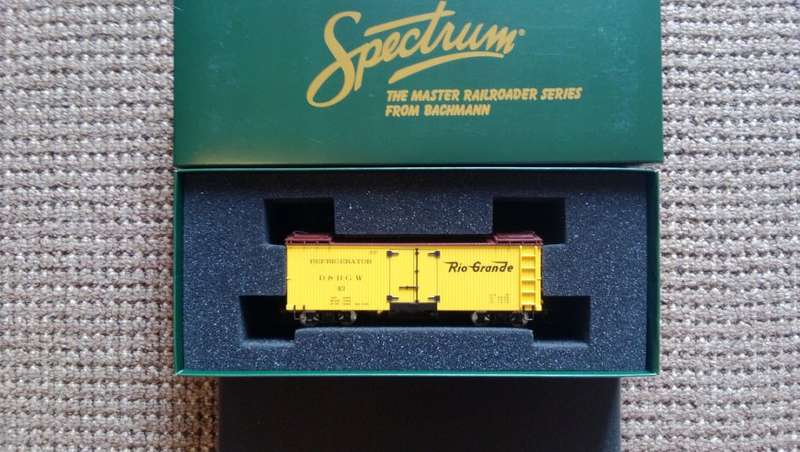 Spectrum®
THE MASTER RAILROADER SERIES
FROM BACHMANN
REFRIGERATOR
D&RGW
Rio Grande